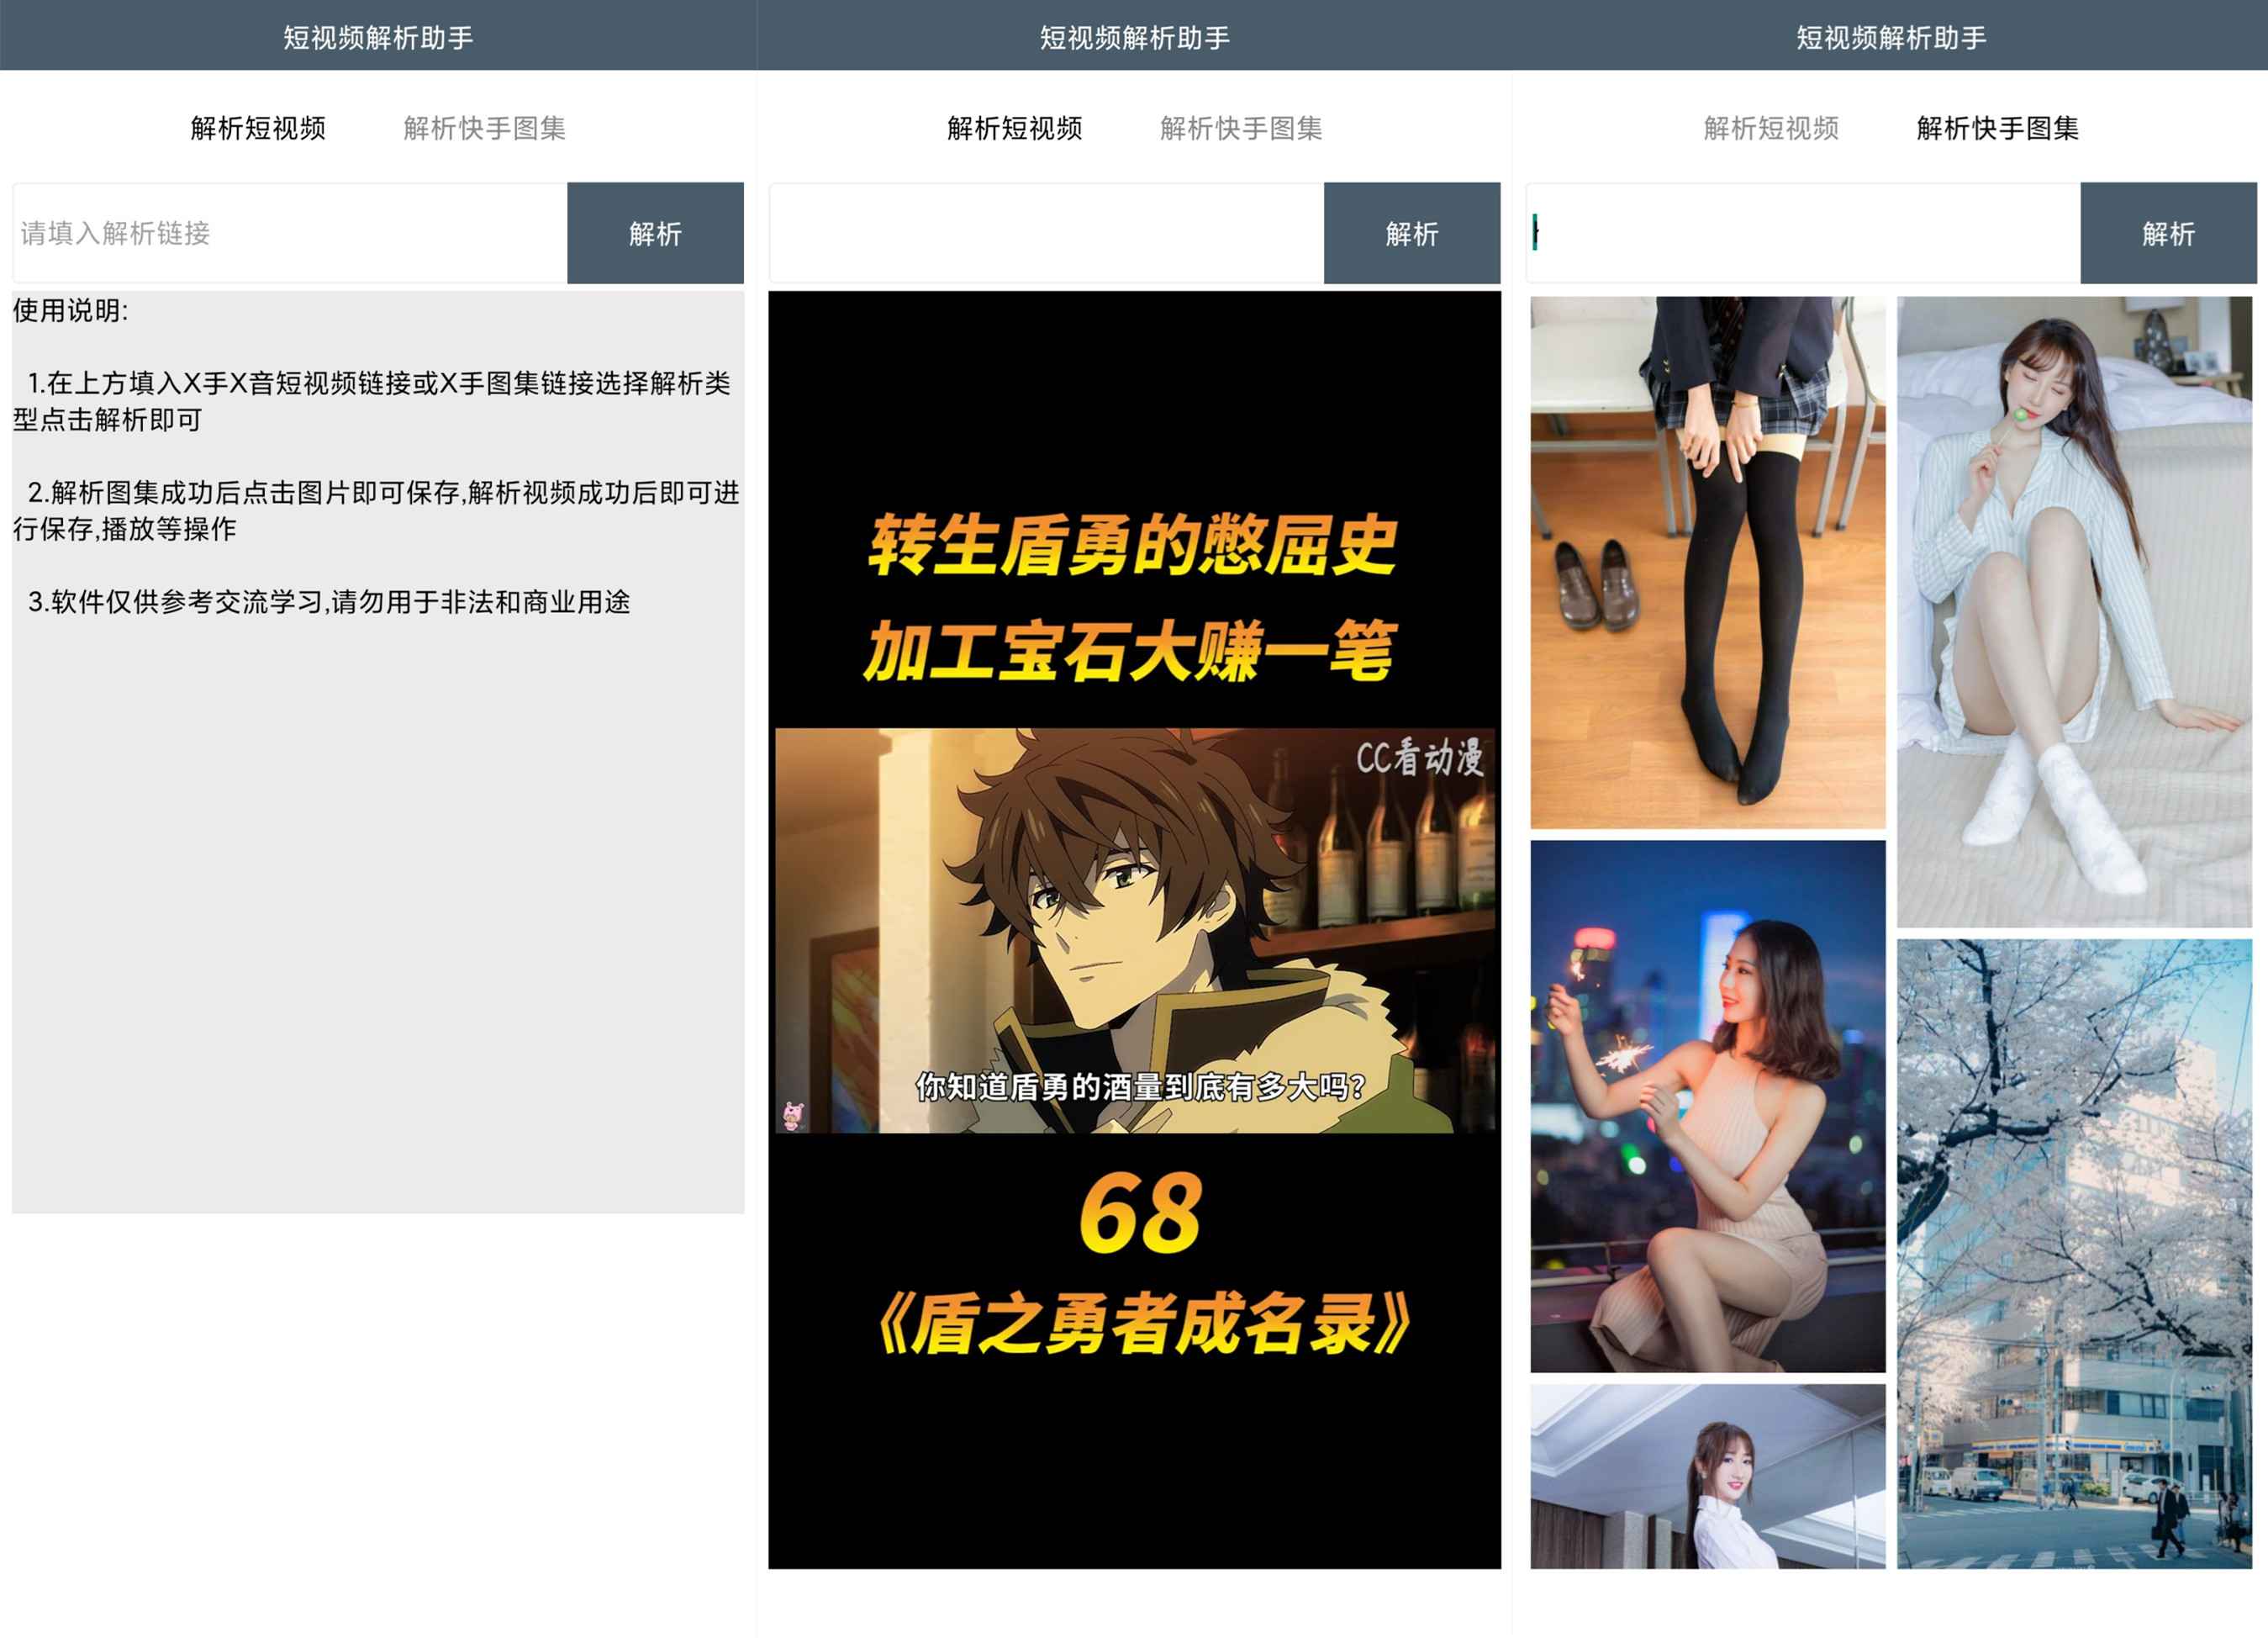 短视频解析助手
解析短视频 解析快手图集
请填入解析链接 解析
使用说明:
1.在上方填入X手X音短视频链接或X手图集链接选择解析类
型点击解析即可
2.解析图集成功后点击图片即可保存,解析视频成功后即可进
行保存,播放等操作
3.软件仅供参考交流学习,请勿用于非法和商业用途
短视频解析助手
解析短视频 解析快手图集
解析
转生盾勇的憋屈史
加工宝石大赚一笔
CC看动漫
你知道盾勇的酒量到底有多大吗?
68
《盾之勇者成名录》
短视频解析助手
解析短视频 解析快手图集
解析